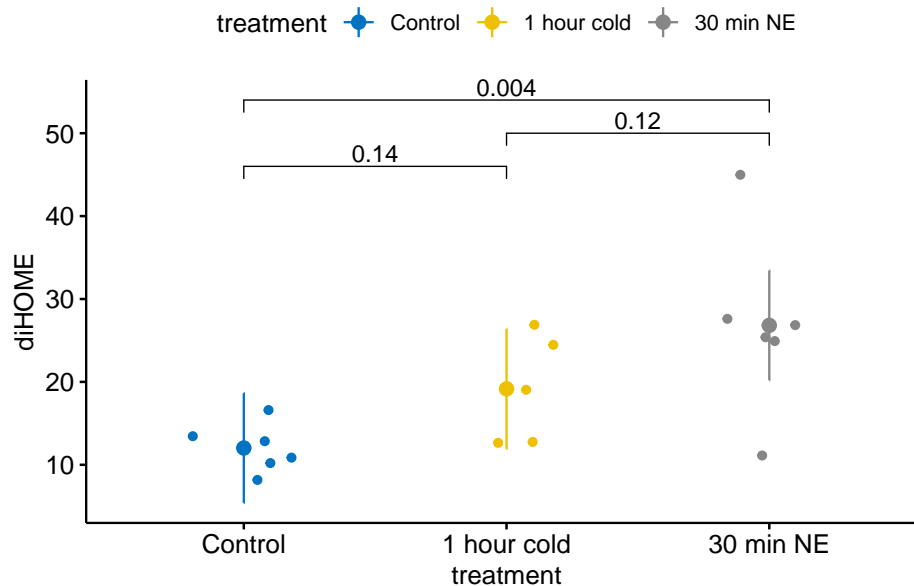 treatment Control 1 hour cold 30 min NE
0.004
0.12
0.14
50
40
30
20
10
diHOME
Control 1 hour cold 30 min NE
treatment